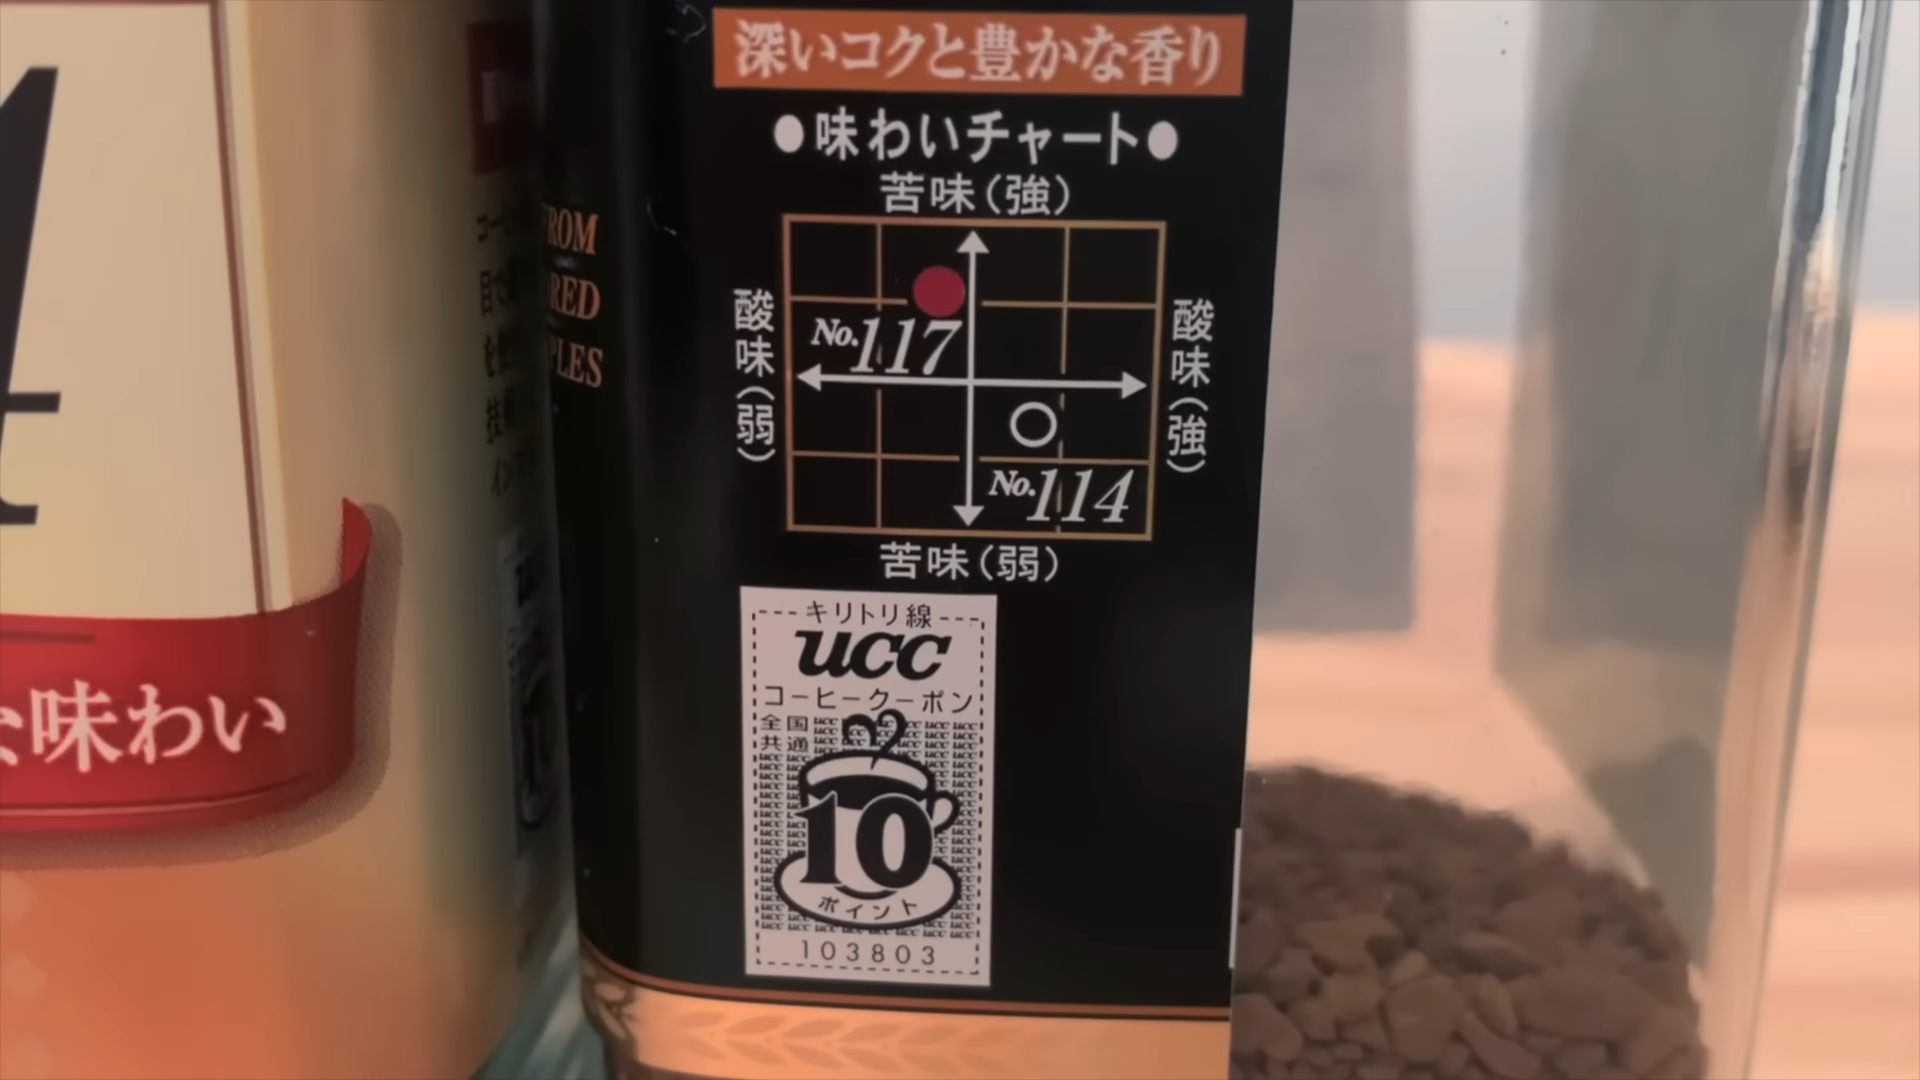 深いコクと豊かな香り
●味わいチャート●
苦味(強)
酸味(弱)
No.117
酸味(強)
No.114
苦味(弱)
キリトリ線
UCC
コーヒークーポン
全国
共通
10
ポイント
103803
ROM
RED
PLES
味わい